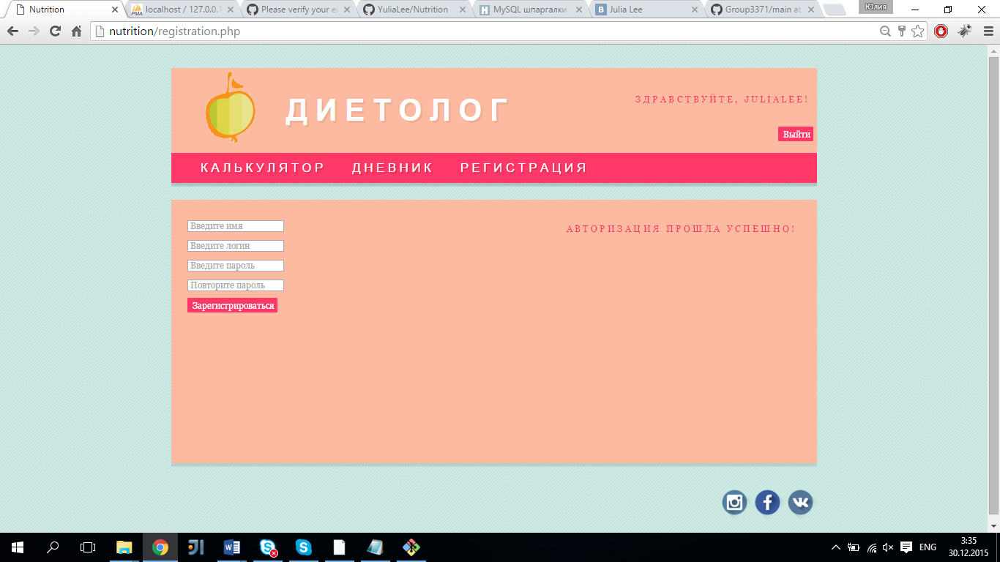 Nutrition
localhost / 127.0.0.1
Please verify your e
YuliaLee/Nutrition
MySQL шпаргалки
Julia Lee
Group3371/main at
Юлия
nutrition/registration.php
ДИЕТОЛОГ
ЗДРАВСТВУЙТЕ, JULIALEE!
Выйти
КАЛЬКУЛЯТОР ДНЕВНИК РЕГИСТРАЦИЯ
Введите имя
АВТОРИЗАЦИЯ ПРОШЛА УСПЕШНО!
Введите логин
Введите пароль
Повторите пароль
Зарегистрироваться
ENG
3:35
30.12.2015